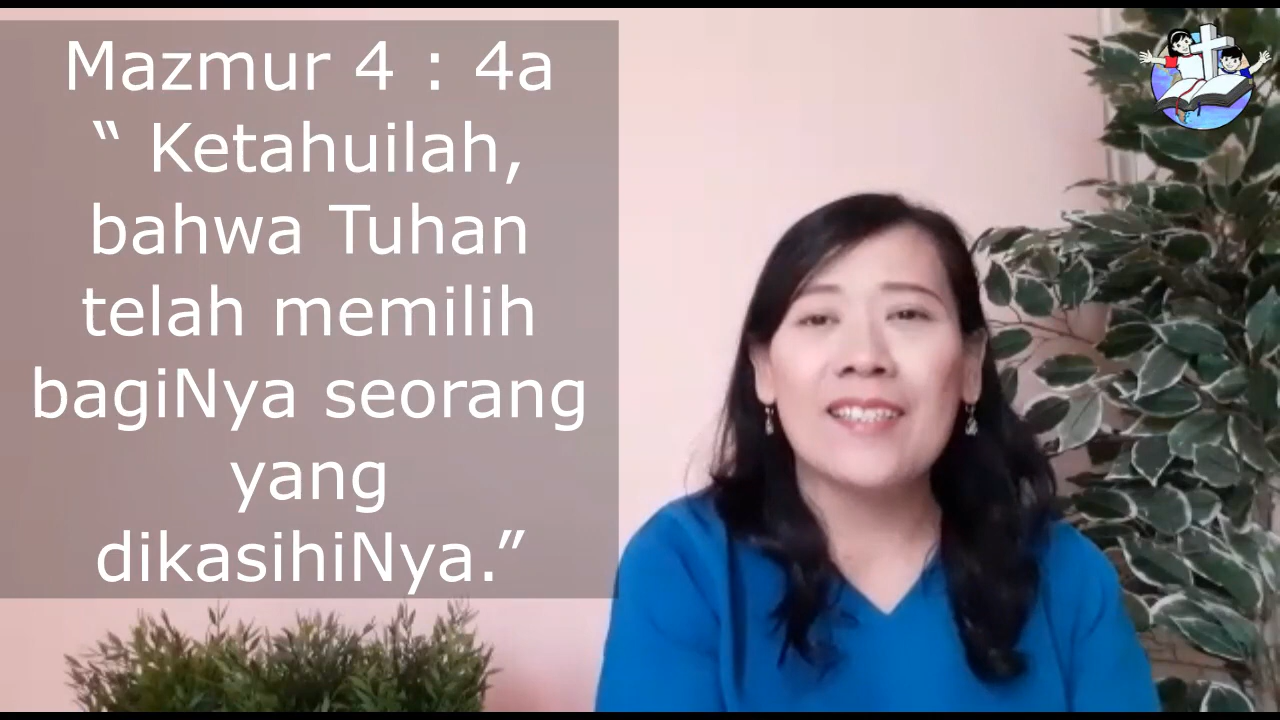 Mazmur 4 : 4a
“ Ketahuilah,
bahwa Tuhan
telah memilih
bagiNya seorang
yang
dikasihiNya.”